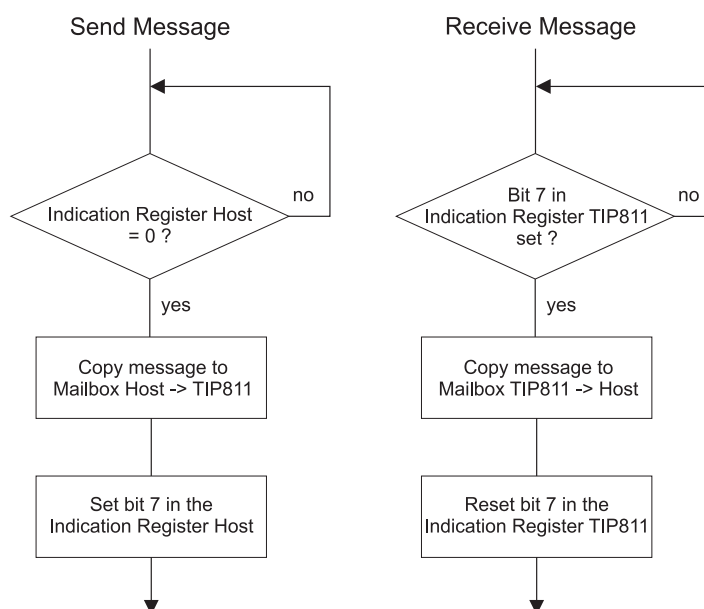 Send Message
Indication Register Host
= 0 ?
no
yes
Copy message to
Mailbox Host -> TIP811
Set bit 7 in the
Indication Register Host
Receive Message
Bit 7 in
Indication Register TIP811
set ?
no
yes
Copy message to
Mailbox TIP811 -> Host
Reset bit 7 in the
Indication Register TIP811